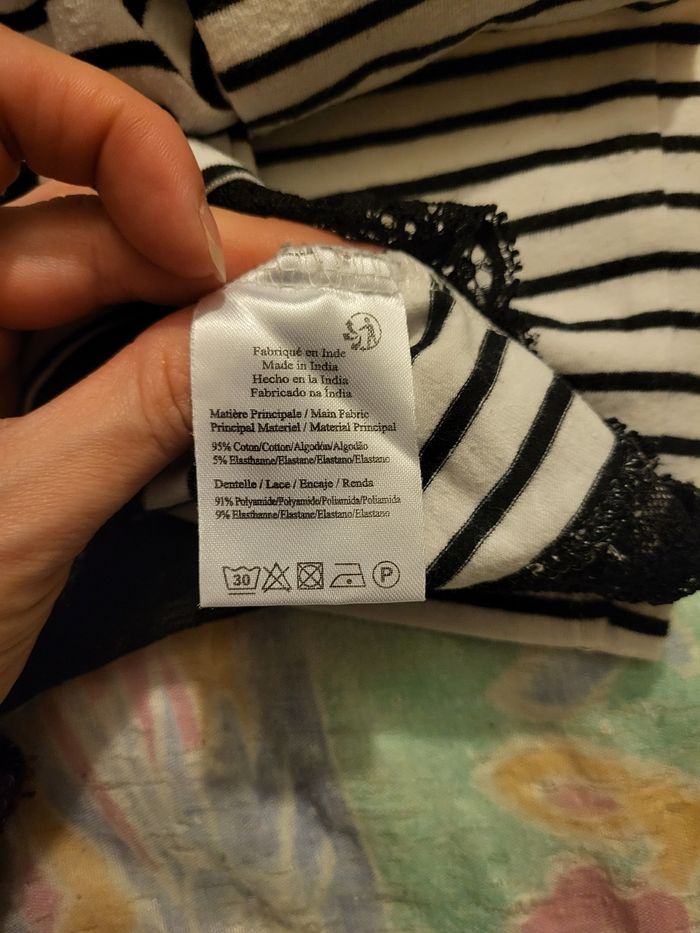 Fabriqué en Inde
Made in India
Hecho en la India
Fabricado na Índia
Matière Principale / Main Fabric
Principal Materiel / Material Principal
95% Coton/Cotton/Algodón/Algodão
5% Elasthanne/Elastane/Elastano/Elastano
Dentelle / Lace / Encaje / Renda
91% Polyamide/Polyamide/Poliamida/Poliamida
9% Elasthanne/Elastane/Elastano/Elastano
30 P